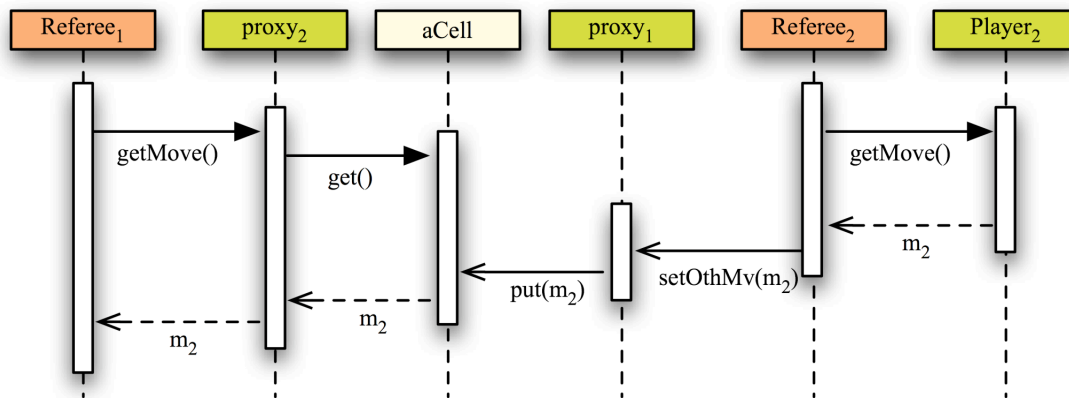 Referee₁ proxy₂ aCell proxy₁ Referee₂ Player₂
getMove() getMove()
get()
m₂
setOthMv(m₂)
put(m₂)
m₂
m₂